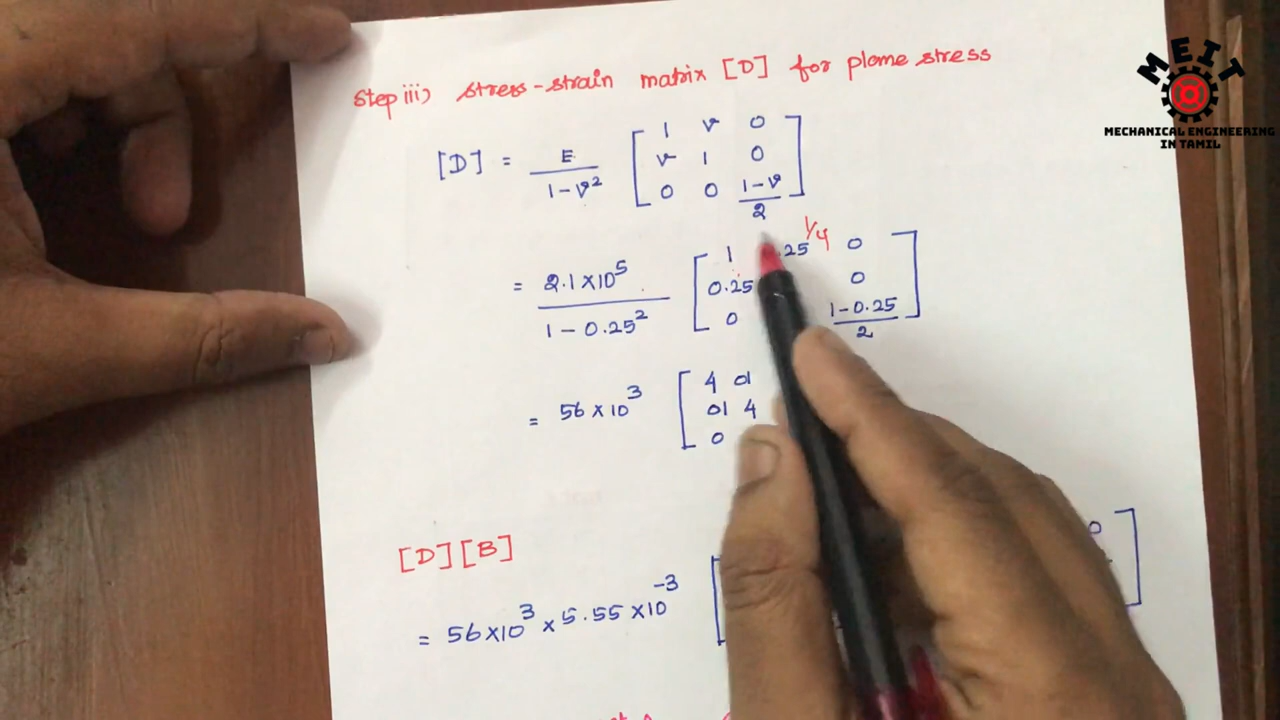 Step iii) stress-strain matrix [D] for plane stress
MEIT
MECHANICAL ENGINEERING
IN TAMIL
[D] = E / 1-v² [ 1 v 0
v 1 0
0 0 1-v / 2 ]
= 2.1×10⁵ / 1-0.25² [ 1 .25 1/4 0
0.25 0
0 1-0.25 / 2 ]
= 56×10³ [ 4 01
01 4
0
[D][B]
= 56×10³ × 5.55×10⁻³ [ 0 ]